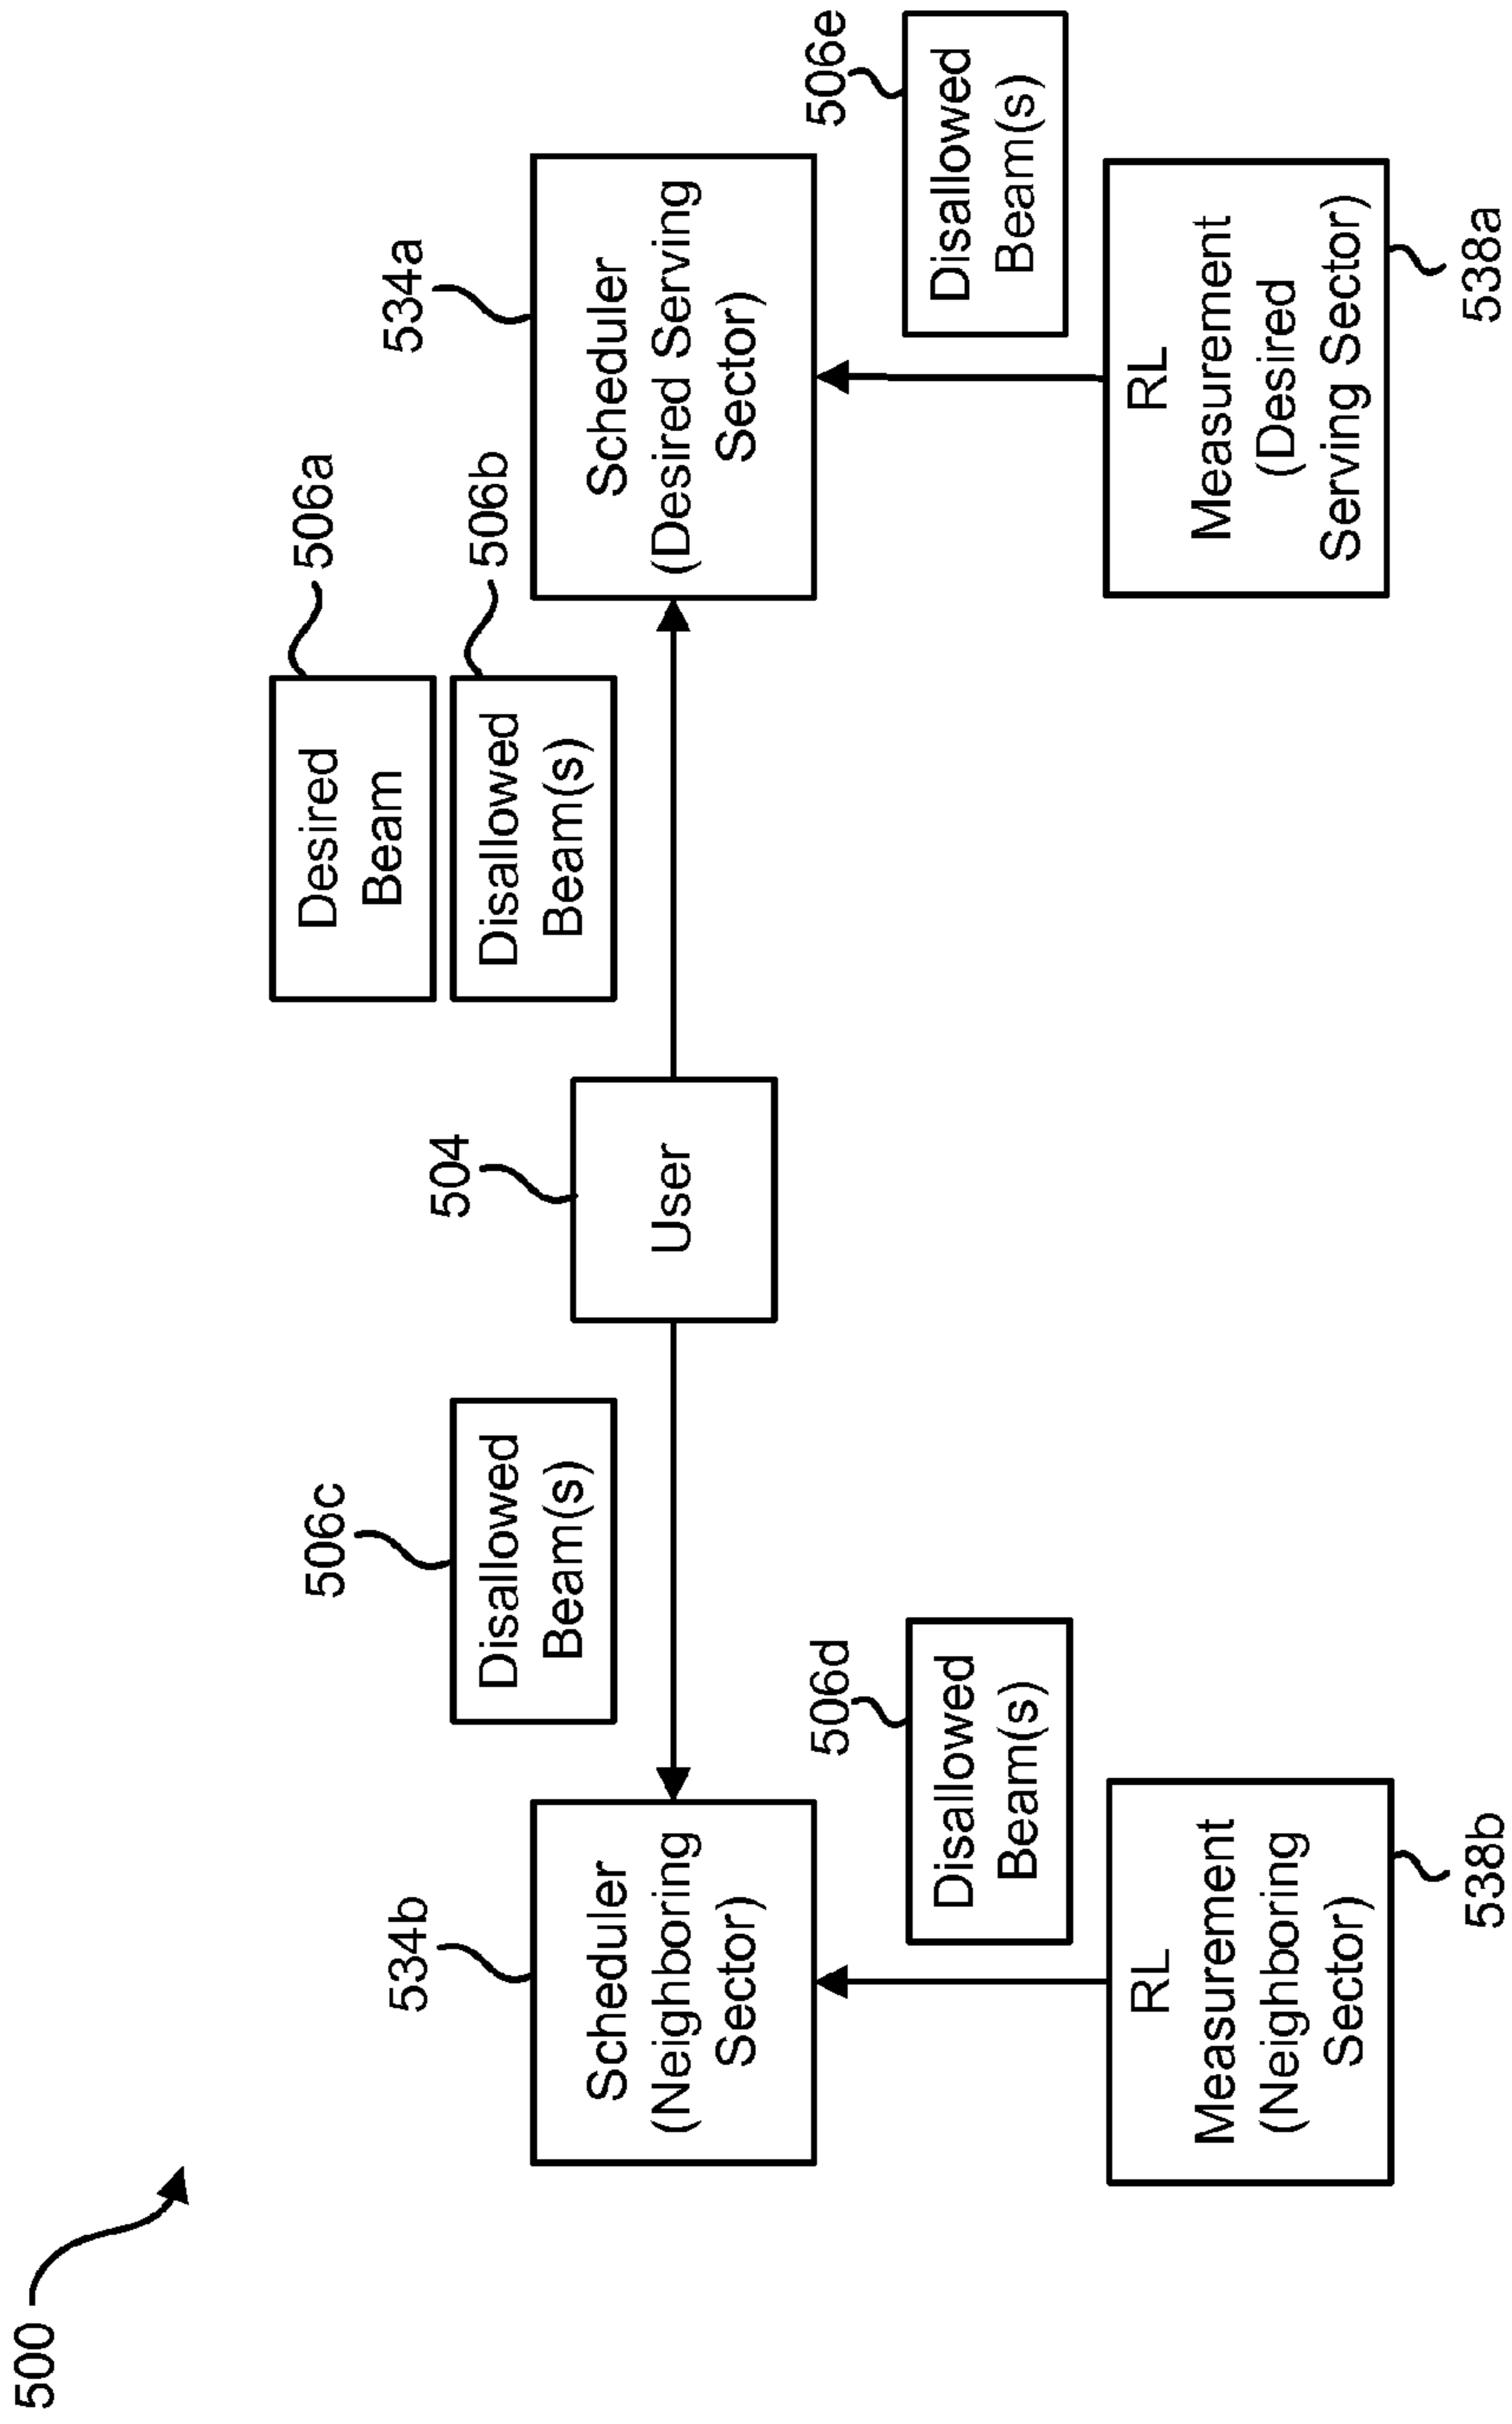 500
506a
Desired
Beam
506b
Disallowed
Beam(s)
506c
Disallowed
Beam(s)
534b
Scheduler
(Neighboring
Sector)
504
User
534a
Scheduler
(Desired Serving
Sector)
506d
Disallowed
Beam(s)
506e
Disallowed
Beam(s)
RL
Measurement
(Neighboring
Sector)
538b
RL
Measurement
(Desired
Serving Sector)
538a